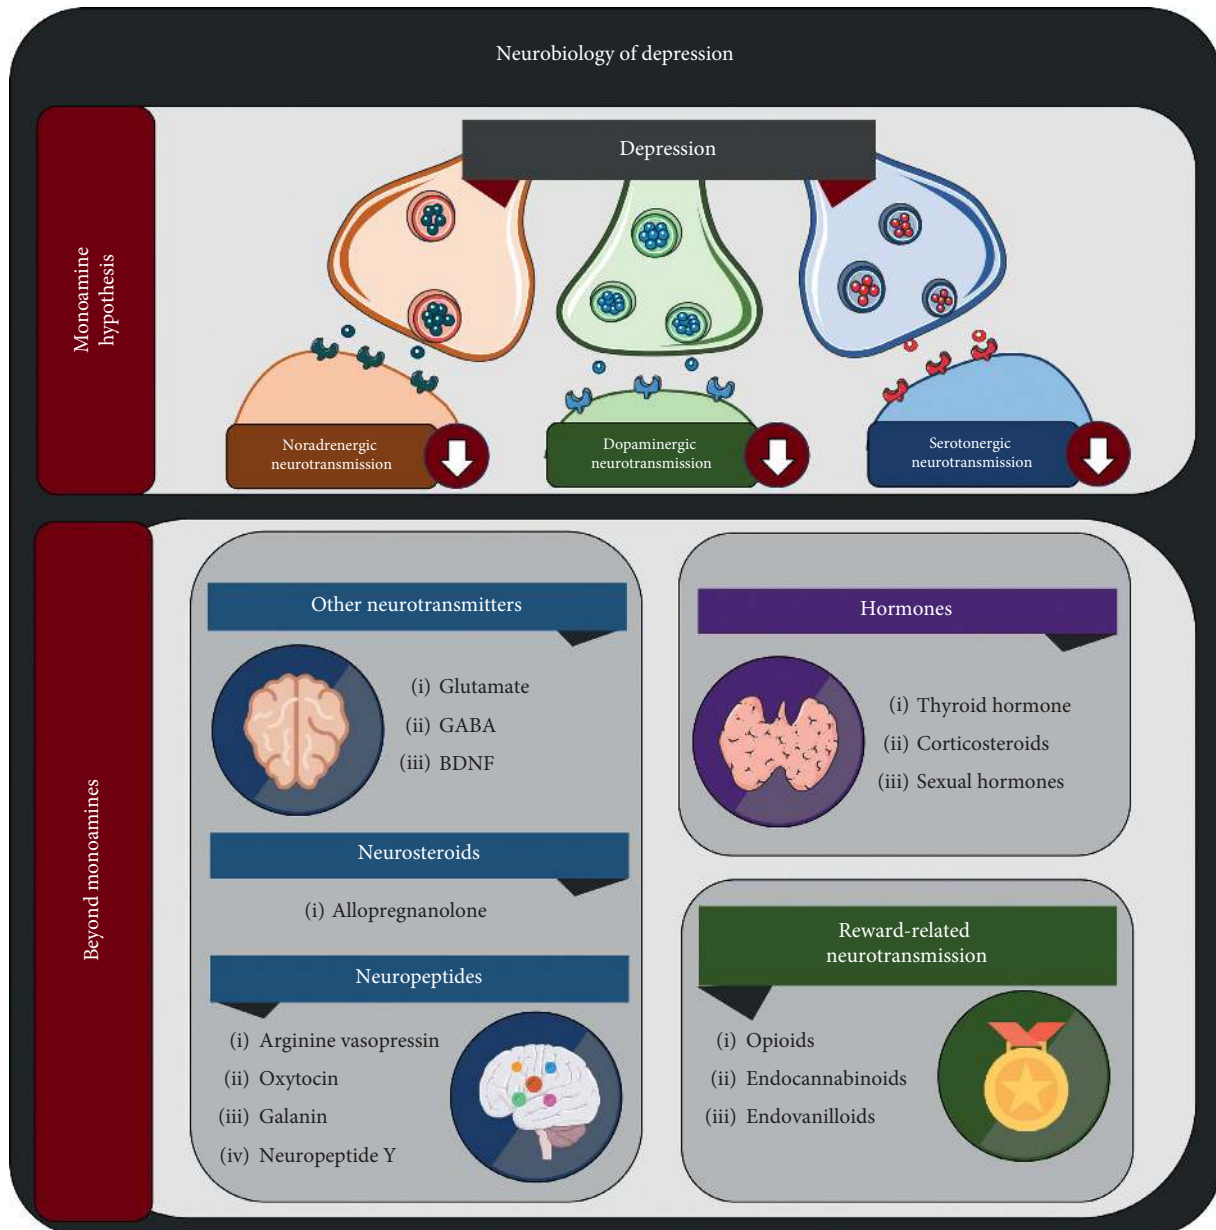 Neurobiology of depression
Monoamine
hypothesis
Depression
Noradrenergic
neurotransmission
Dopaminergic
neurotransmission
Serotonergic
neurotransmission
Beyond monoamines
Other neurotransmitters
(i) Glutamate
(ii) GABA
(iii) BDNF
Neurosteroids
(i) Allopregnanolone
Neuropeptides
(i) Arginine vasopressin
(ii) Oxytocin
(iii) Galanin
(iv) Neuropeptide Y
Hormones
(i) Thyroid hormone
(ii) Corticosteroids
(iii) Sexual hormones
Reward-related
neurotransmission
(i) Opioids
(ii) Endocannabinoids
(iii) Endovanilloids